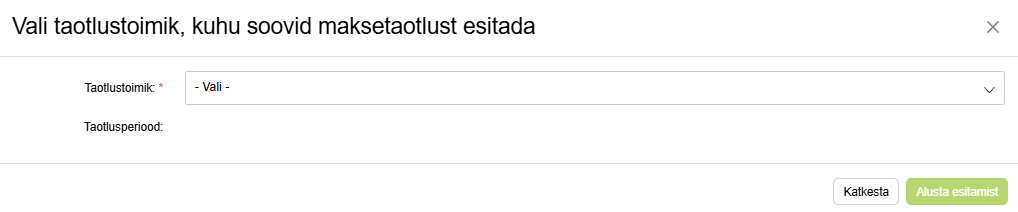 Vali taotlustoimik, kuhu soovid maksetaotlust esitada
Taotlustoimik: *
- Vali -
Taotlusperiood:
Katkesta
Alusta esitamist